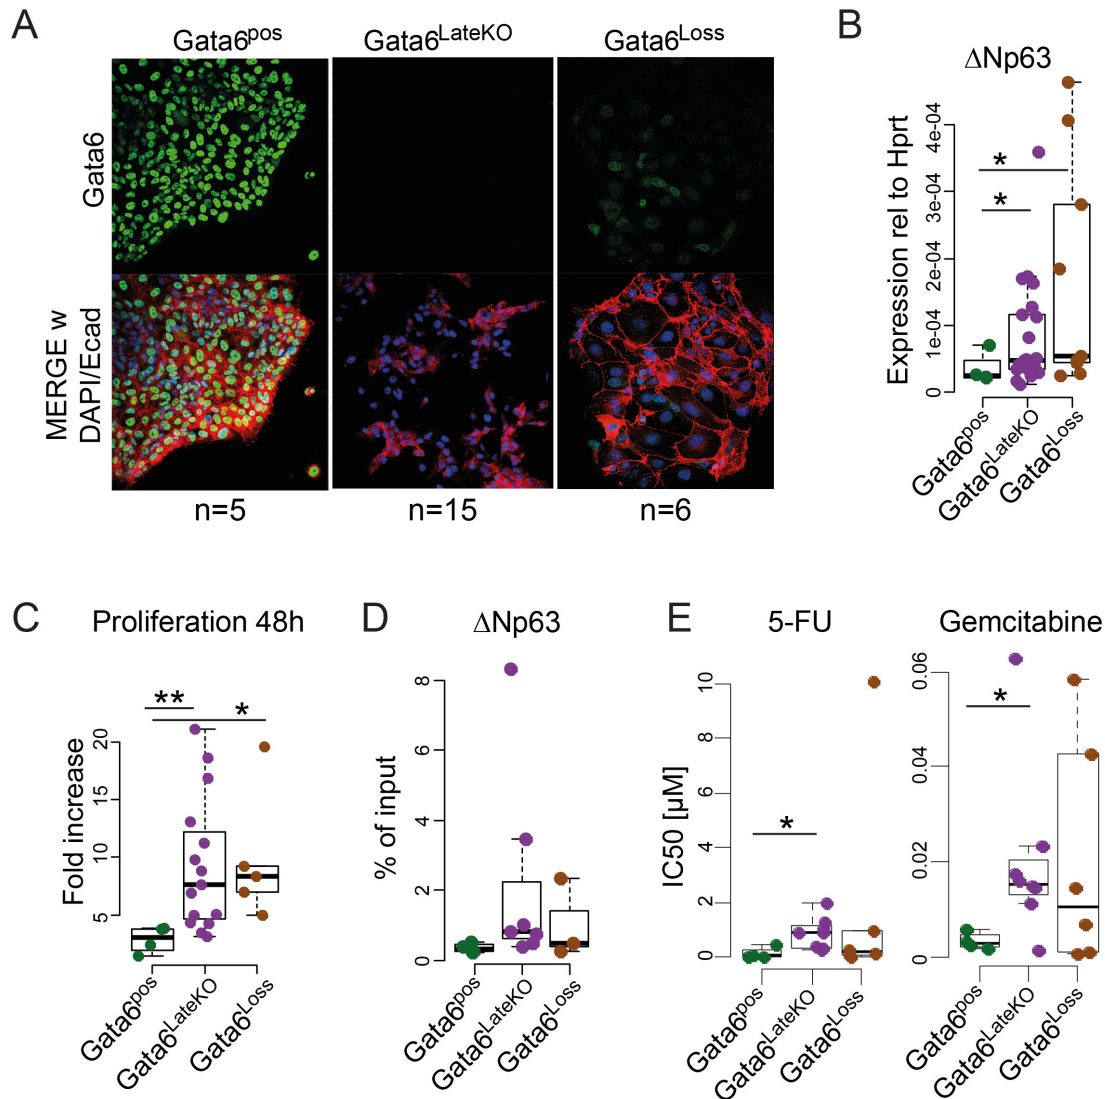 A
Gata6pos
Gata6LateKO
Gata6Loss
Gata6
MERGE w
DAPI/Ecad
n=5
n=15
n=6
B
ΔNp63
Expression rel to Hprt
4e-04
3e-04
2e-04
1e-04
0
*
*
Gata6pos
Gata6LateKO
Gata6Loss
C
Proliferation 48h
Fold increase
20
15
10
5
**
*
Gata6pos
Gata6LateKO
Gata6Loss
D
ΔNp63
% of input
8
6
4
2
0
Gata6pos
Gata6LateKO
Gata6Loss
E
5-FU
IC50 [µM]
10
8
6
4
2
0
*
Gata6pos
Gata6LateKO
Gata6Loss
Gemcitabine
0.06
0.04
0.02
0
*
Gata6pos
Gata6LateKO
Gata6Loss